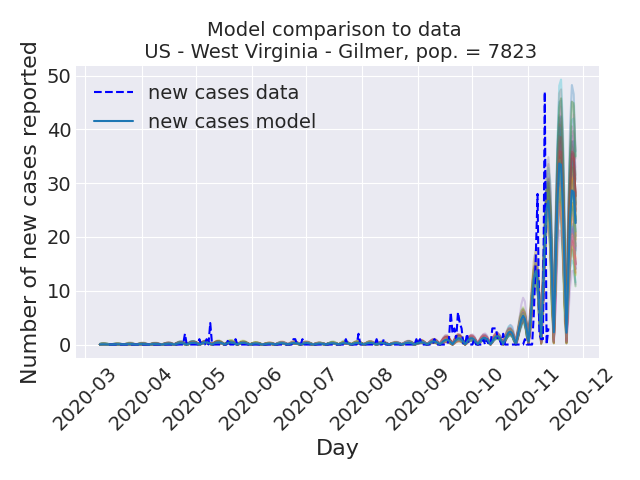 Model comparison to data
US - West Virginia - Gilmer, pop. = 7823
Number of new cases reported
50
40
30
20
10
0
new cases data
new cases model
2020-03
2020-04
2020-05
2020-06
2020-07
2020-08
2020-09
2020-10
2020-11
2020-12
Day